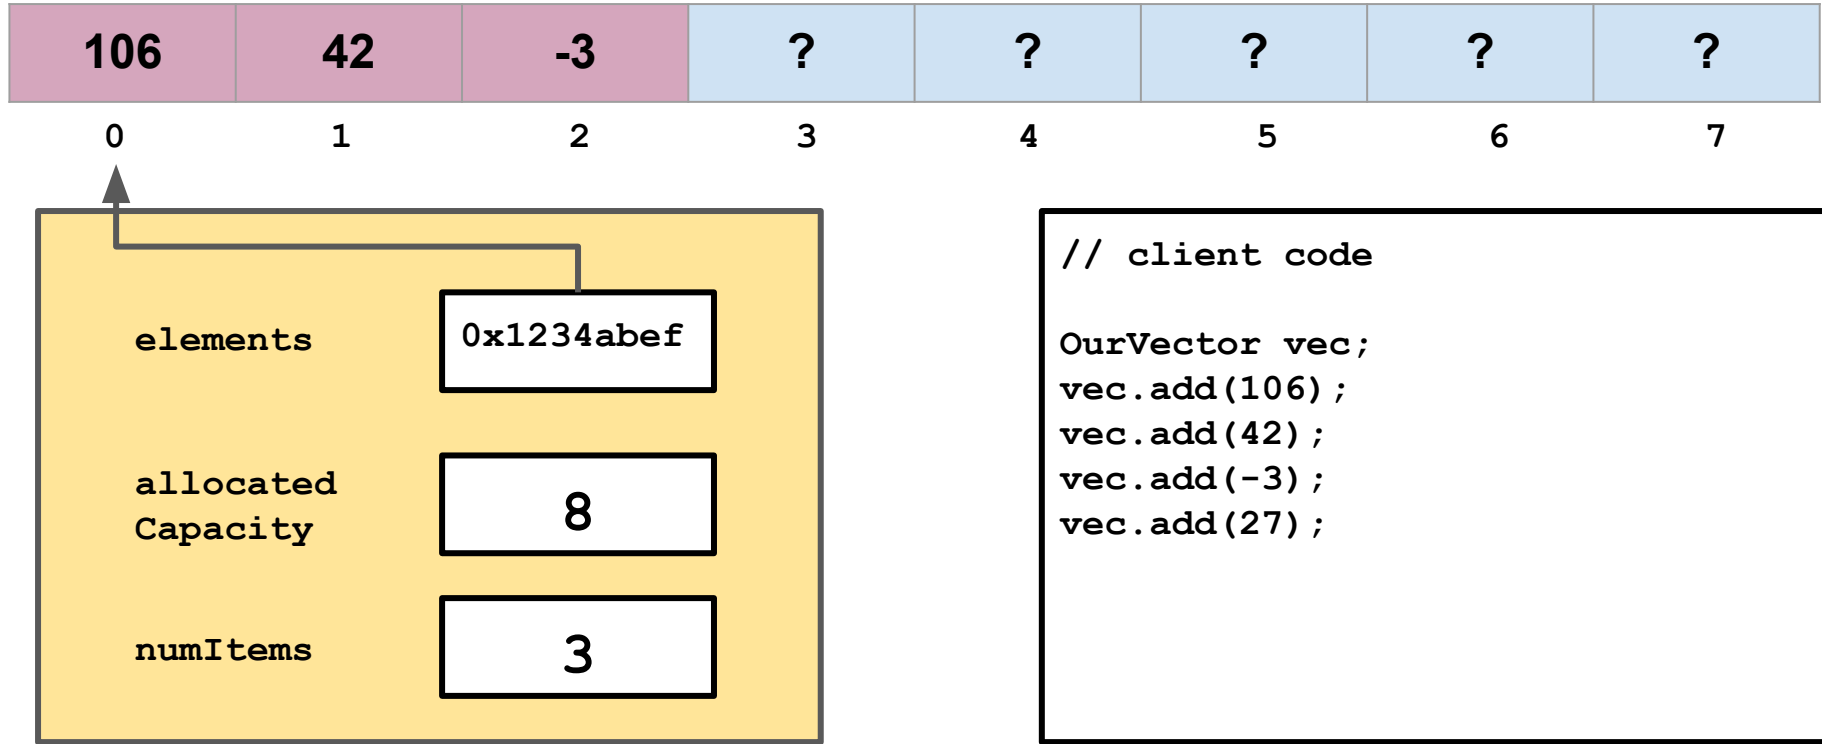 106 42 -3 ? ? ? ? ?
0 1 2 3 4 5 6 7
elements 0x1234abef
allocated
Capacity 8
numItems 3
// client code
OurVector vec;
vec.add(106);
vec.add(42);
vec.add(-3);
vec.add(27);